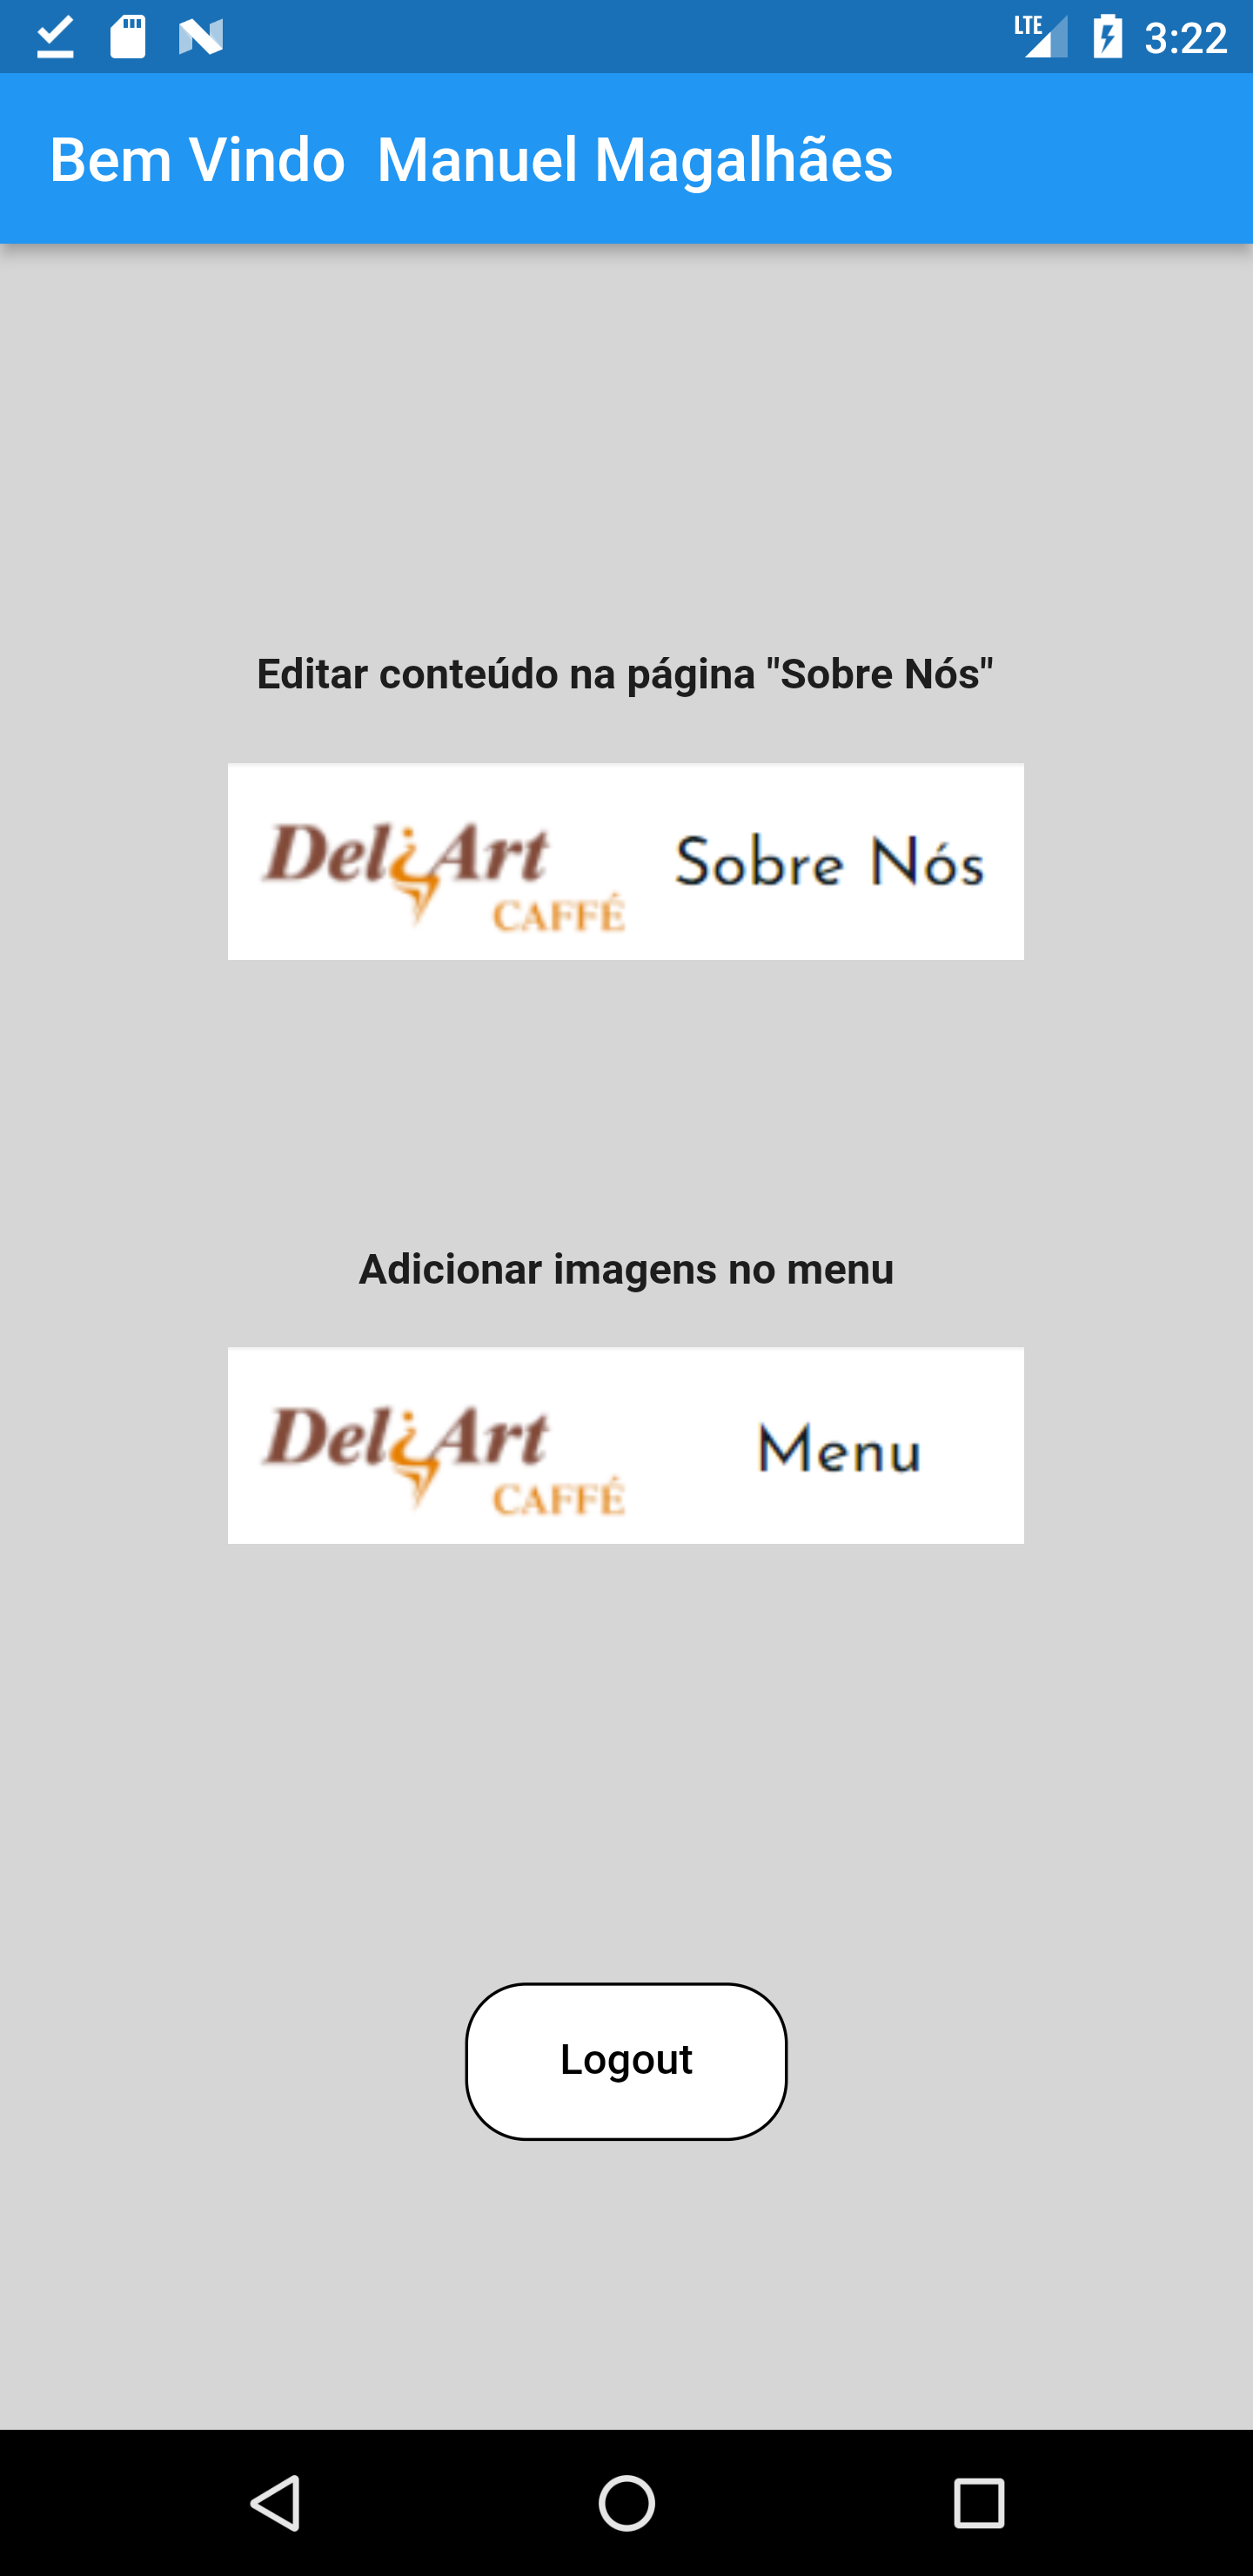 LTE 3:22
Bem Vindo  Manuel Magalhães
Editar conteúdo na página "Sobre Nós"
DeliArt Sobre Nós
CAFFÉ
Adicionar imagens no menu
DeliArt Menu
CAFFÉ
Logout